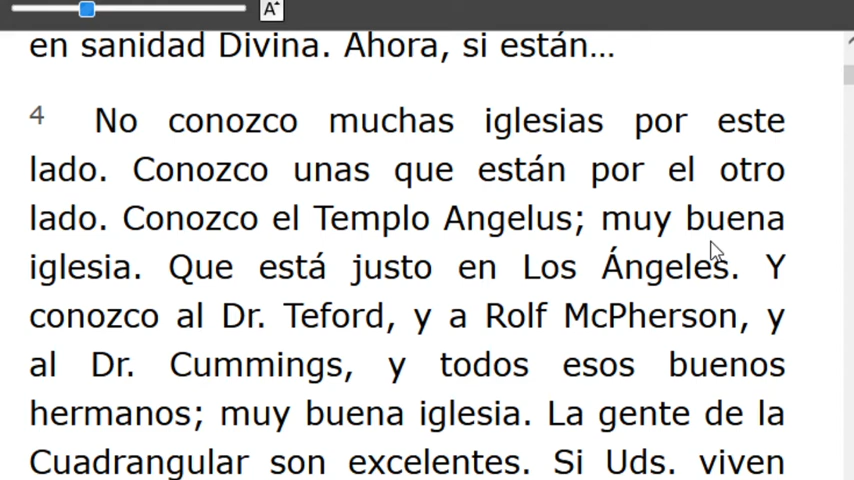 A
en sanidad Divina. Ahora, si están...
4 No conozco muchas iglesias por este
lado. Conozco unas que están por el otro
lado. Conozco el Templo Angelus; muy buena
iglesia. Que está justo en Los Ángeles. Y
conozco al Dr. Teford, y a Rolf McPherson, y
al Dr. Cummings, y todos esos buenos
hermanos; muy buena iglesia. La gente de la
Cuadrangular son excelentes. Si Uds. viven